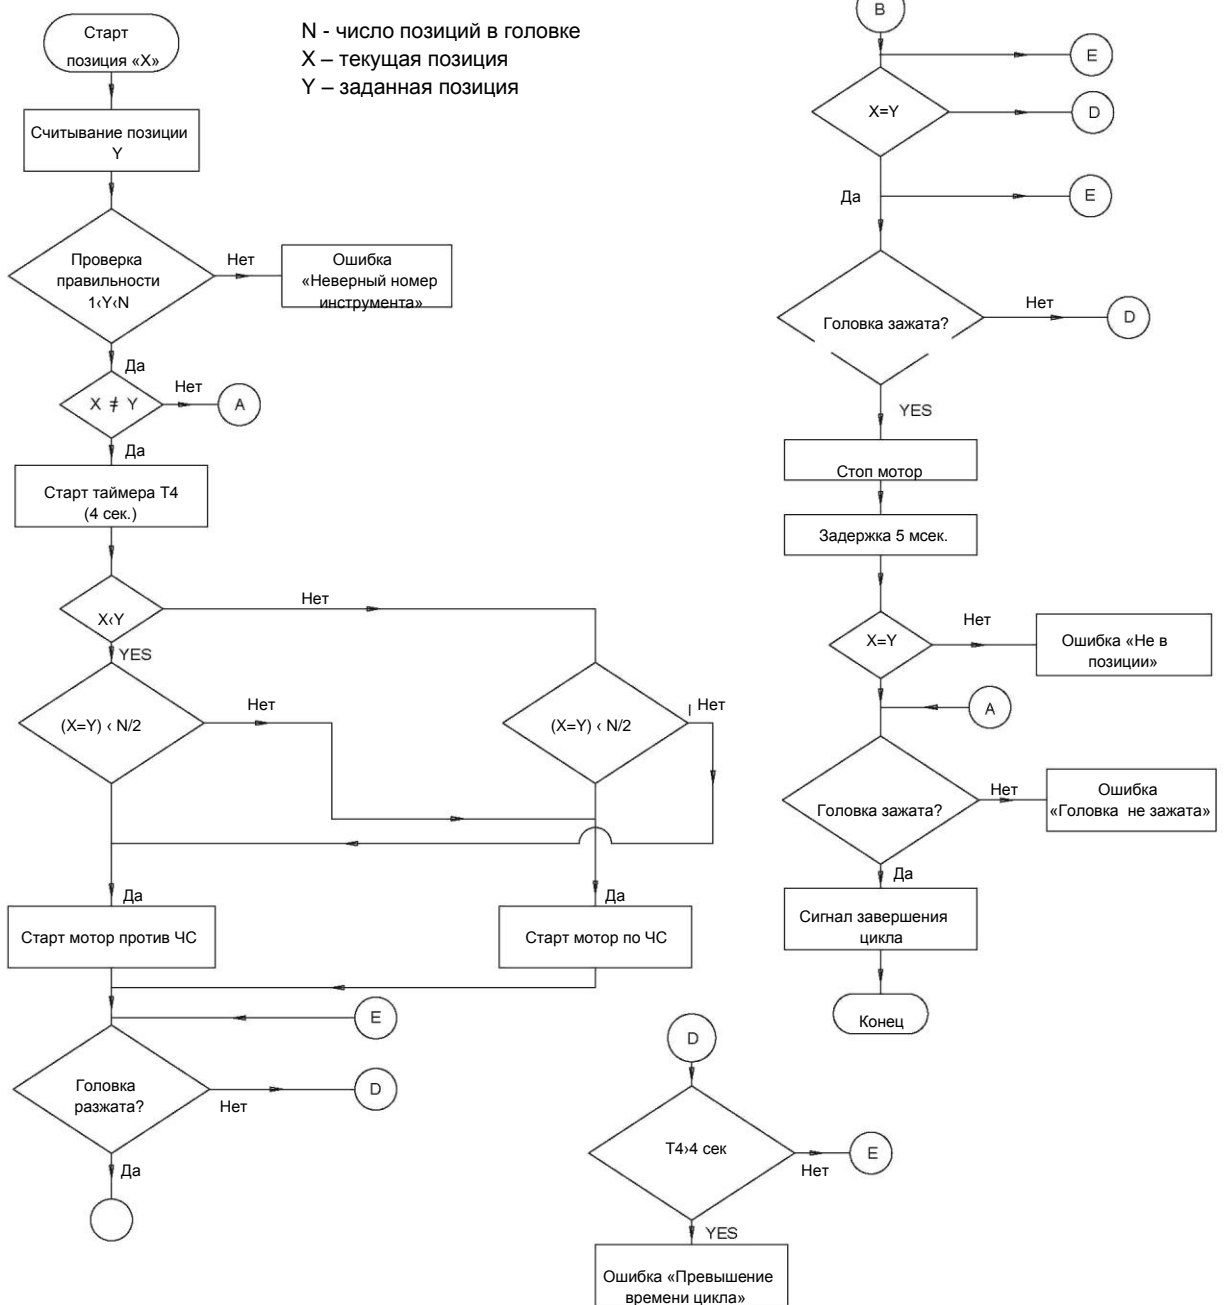 Старт
позиция «X»
N - число позиций в головке
X – текущая позиция
Y – заданная позиция
Считывание позиции
Y
Проверка
правильности
1‹Y‹N
Нет
Ошибка
«Неверный номер
инструмента»
Да
X ≠ Y
Нет
A
Да
Старт таймера Т4
(4 сек.)
X‹Y
Нет
YES
(X=Y) ‹ N/2
Нет
(X=Y) ‹ N/2
Нет
Да
Да
Старт мотор против ЧС
Старт мотор по ЧС
E
Головка
разжата?
Нет
D
Да
B
E
X=Y
D
Да
E
Головка зажата?
Нет
D
YES
Стоп мотор
Задержка 5 мсек.
X=Y
Нет
Ошибка «Не в
позиции»
A
Головка зажата?
Нет
Ошибка
«Головка не зажата»
Да
Сигнал завершения
цикла
Конец
D
Т4›4 сек
Нет
E
YES
Ошибка «Превышение
времени цикла»